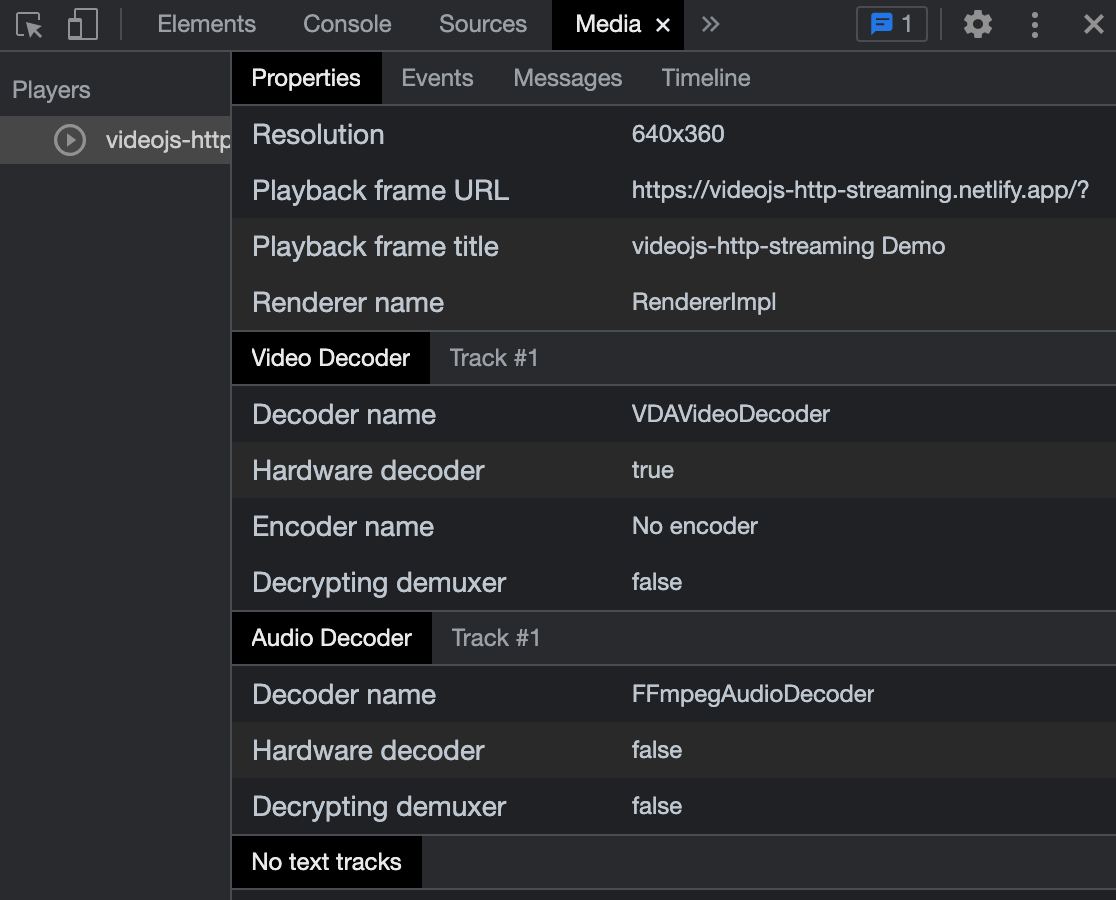 Elements Console Sources Media × » 1
Players
videojs-http
Properties Events Messages Timeline
Resolution 640x360
Playback frame URL https://videojs-http-streaming.netlify.app/?
Playback frame title videojs-http-streaming Demo
Renderer name RendererImpl
Video Decoder Track #1
Decoder name VDAVideoDecoder
Hardware decoder true
Encoder name No encoder
Decrypting demuxer false
Audio Decoder Track #1
Decoder name FFmpegAudioDecoder
Hardware decoder false
Decrypting demuxer false
No text tracks